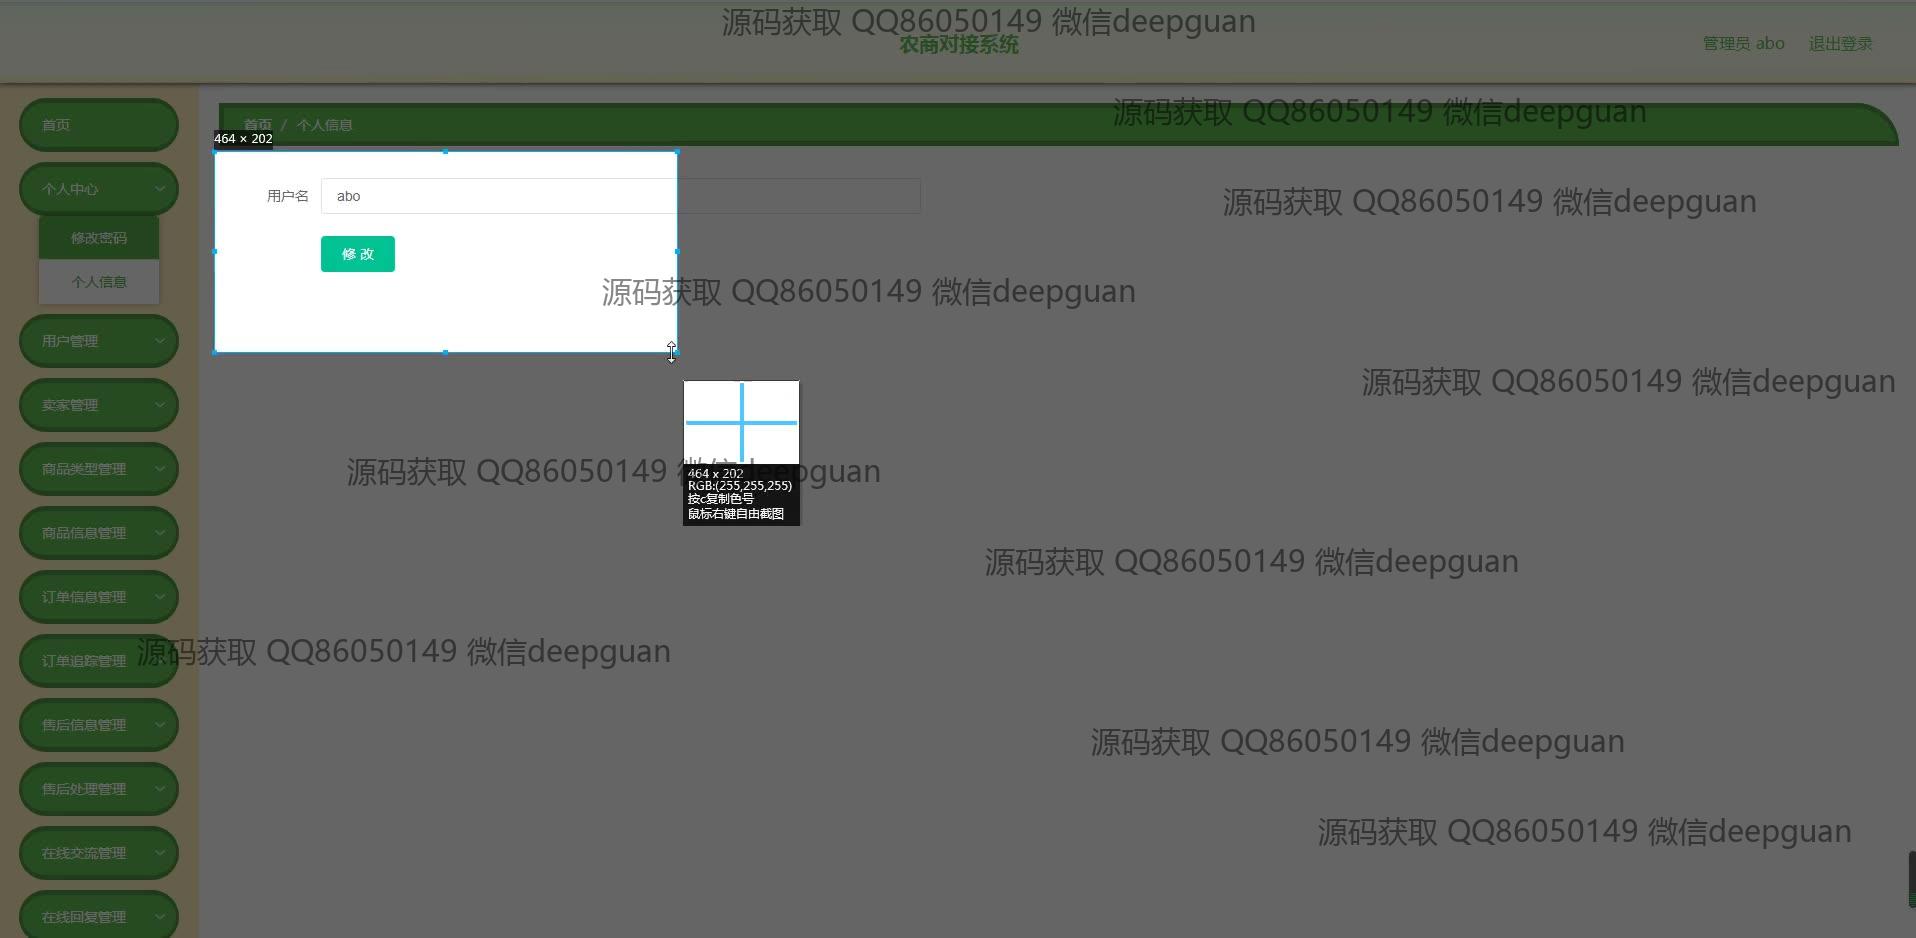 源码获取 QQ86050149 微信deepguan
农商对接系统
管理员 abo
退出登录
源码获取 QQ86050149 微信deepguan
首页 / 个人信息
464 × 202
首页
个人中心
修改密码
个人信息
用户管理
卖家管理
商品类型管理
商品信息管理
订单信息管理
订单追踪管理
售后信息管理
售后处理管理
在线交流管理
在线回复管理
用户名
abo
修 改
源码获取 QQ86050149 微信deepguan
源码获取 QQ86050149 微信deepguan
源码获取 QQ86050149 微信deepguan
源码获取 QQ86050149 微信deepguan
464 x 202
RGB:(255,255,255)
按c复制色号
鼠标右键自由截图
源码获取 QQ86050149 微信deepguan
源码获取 QQ86050149 微信deepguan
源码获取 QQ86050149 微信deepguan
源码获取 QQ86050149 微信deepguan